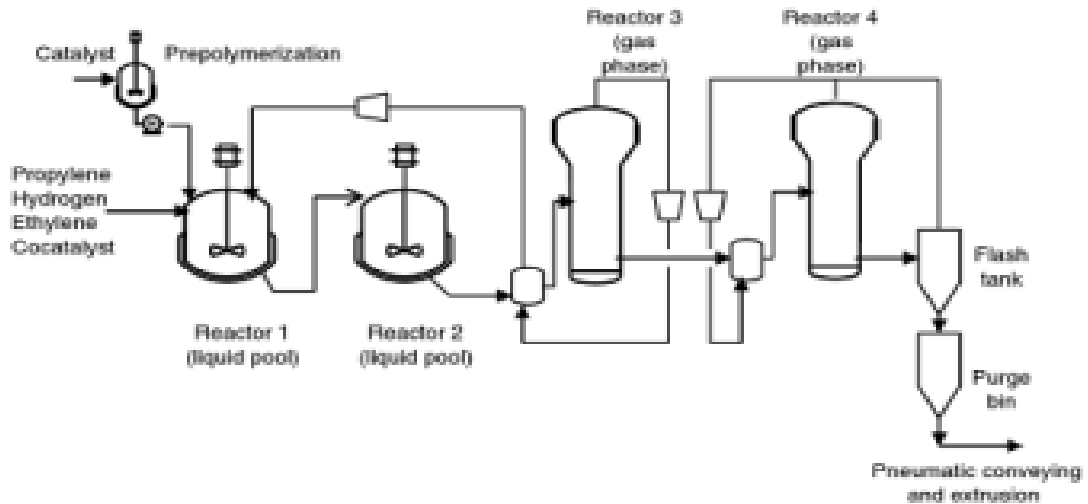 Reactor 3
(gas
phase)
Reactor 4
(gas
phase)
Catalyst
Prepolymerization
Propylene
Hydrogen
Ethylene
Cocatalyst
Reactor 1
(liquid pool)
Reactor 2
(liquid pool)
Flash
tank
Purge
bin
Pneumatic conveying
and extrusion